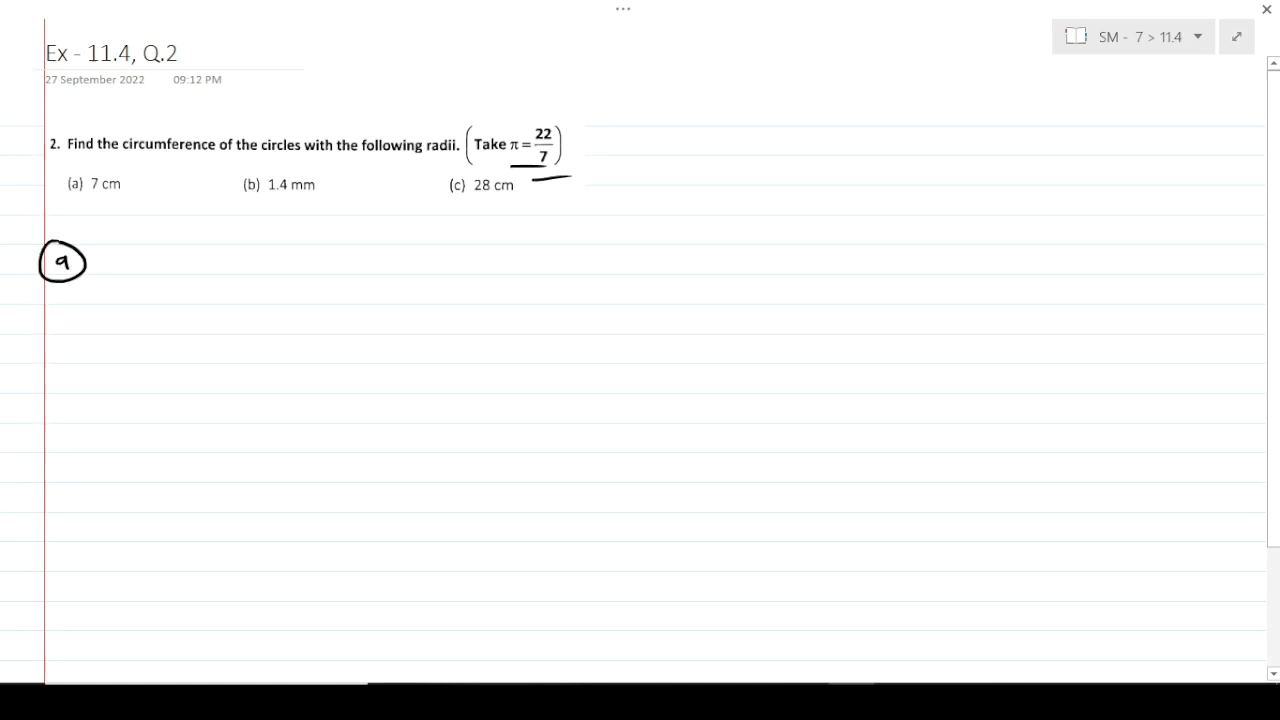 ...
SM - 7 > 11.4
Ex - 11.4, Q.2
27 September 2022 09:12 PM
2. Find the circumference of the circles with the following radii. (Take π = 22/7)
(a) 7 cm (b) 1.4 mm (c) 28 cm
a